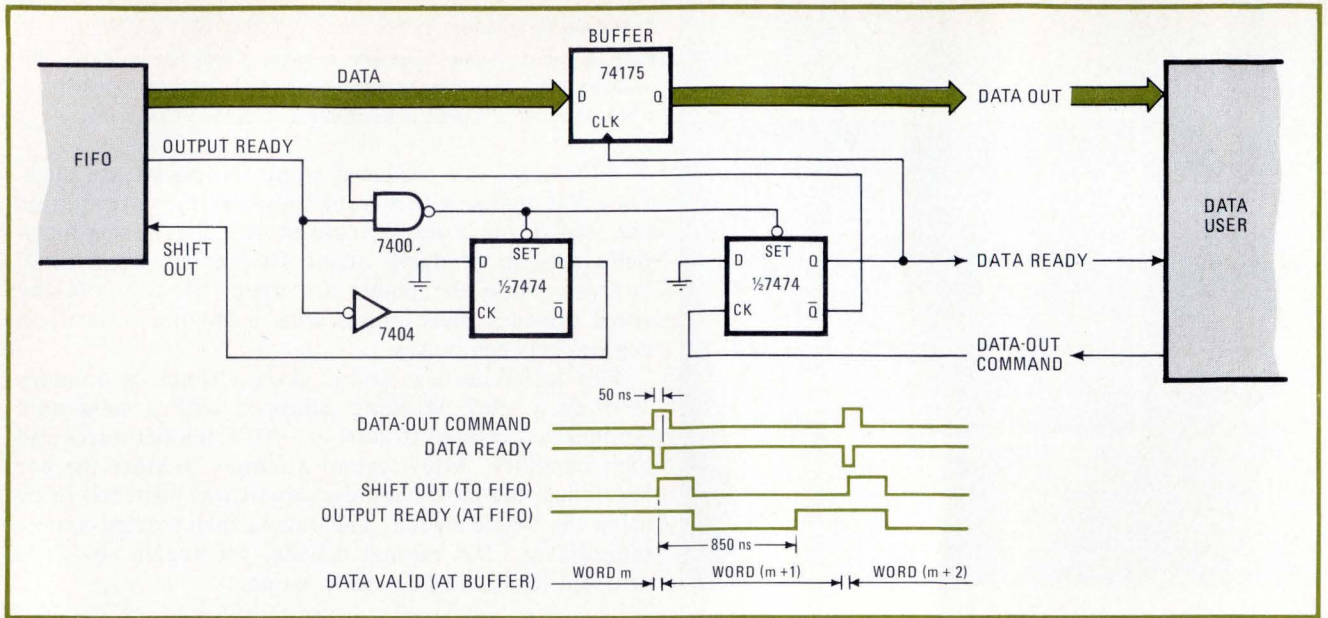 BUFFER
74175
D Q
CLK
DATA
DATA OUT
FIFO
OUTPUT READY
DATA
USER
7400
SHIFT
OUT
7404
SET
D Q
½7474
CK Q̅
SET
D Q
½7474
CK Q̅
DATA READY
DATA-OUT
COMMAND
50 ns
DATA-OUT COMMAND
DATA READY
SHIFT OUT (TO FIFO)
OUTPUT READY (AT FIFO)
850 ns
DATA VALID (AT BUFFER)
WORD m
WORD (m +1)
WORD (m + 2)